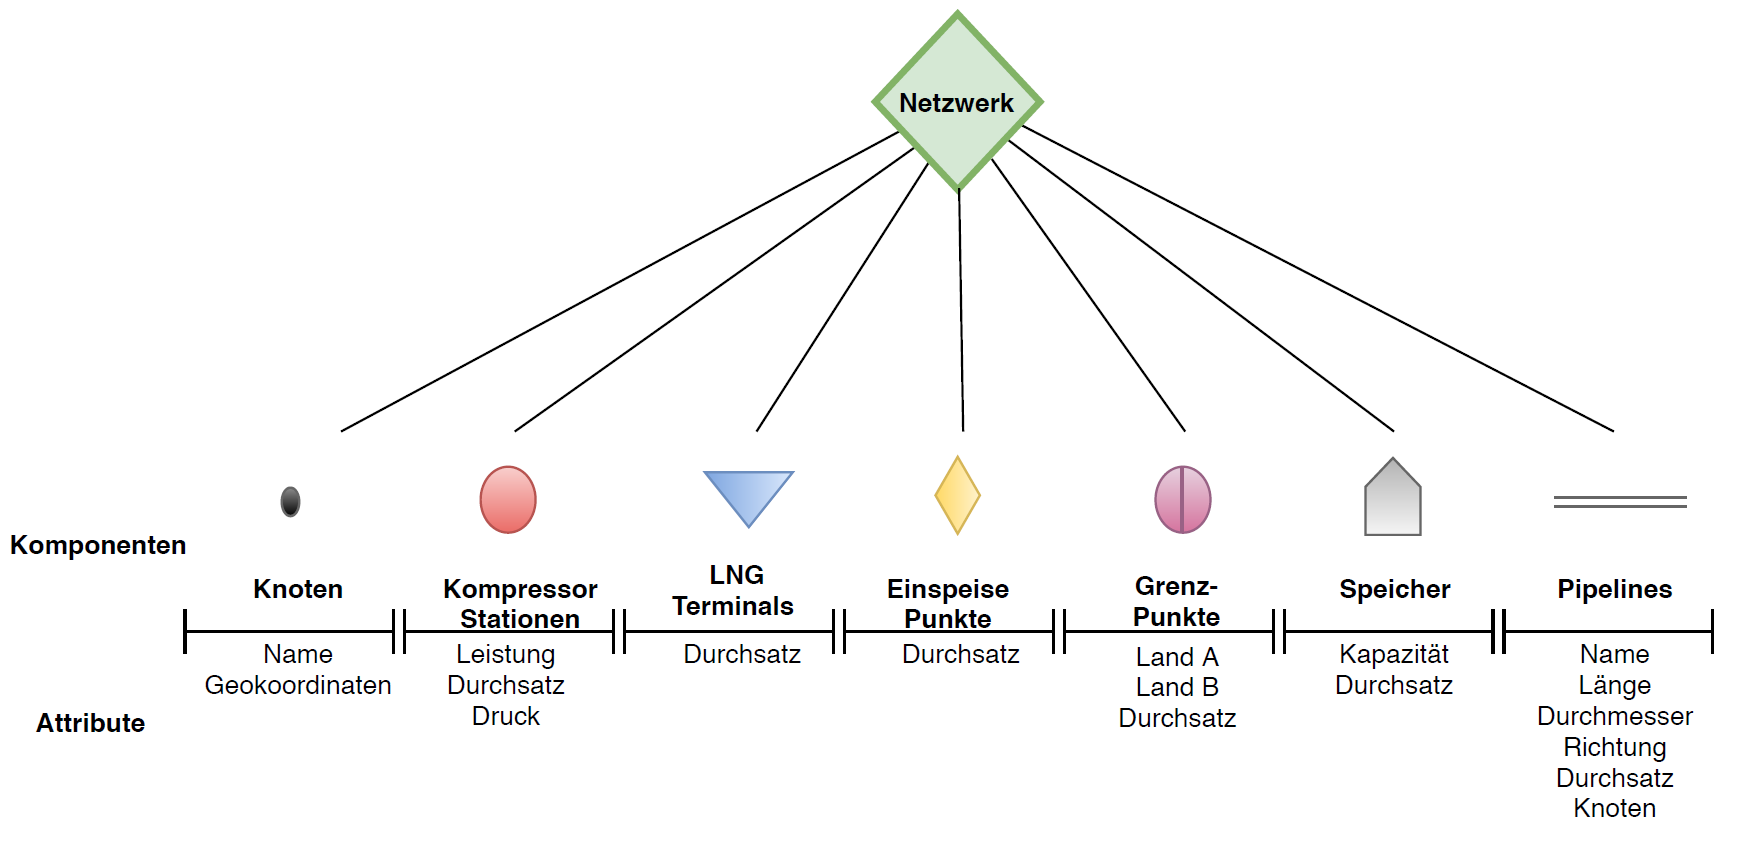 Netzwerk
Komponenten
Knoten
Kompressor
Stationen
LNG
Terminals
Einspeise
Punkte
Grenz-
Punkte
Speicher
Pipelines
Attribute
Name
Geokoordinaten
Leistung
Durchsatz
Druck
Durchsatz
Durchsatz
Land A
Land B
Durchsatz
Kapazität
Durchsatz
Name
Länge
Durchmesser
Richtung
Durchsatz
Knoten